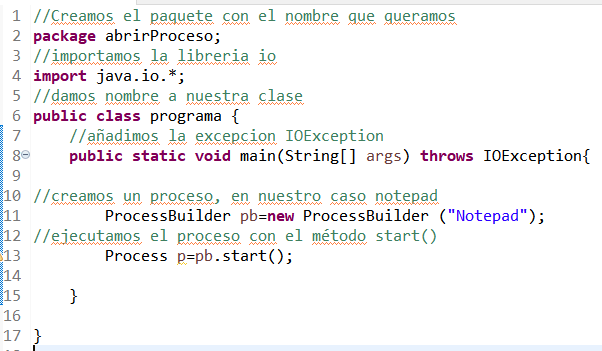 1 //Creamos el paquete con el nombre que queramos
2 package abrirProceso;
3 //importamos la libreria io
4 import java.io.*;
5 //damos nombre a nuestra clase
6 public class programa {
7 //añadimos la excepcion IOException
8 public static void main(String[] args) throws IOException{
9
10 //creamos un proceso, en nuestro caso notepad
11 ProcessBuilder pb=new ProcessBuilder ("Notepad");
12 //ejecutamos el proceso con el método start()
13 Process p=pb.start();
14
15 }
16
17 }